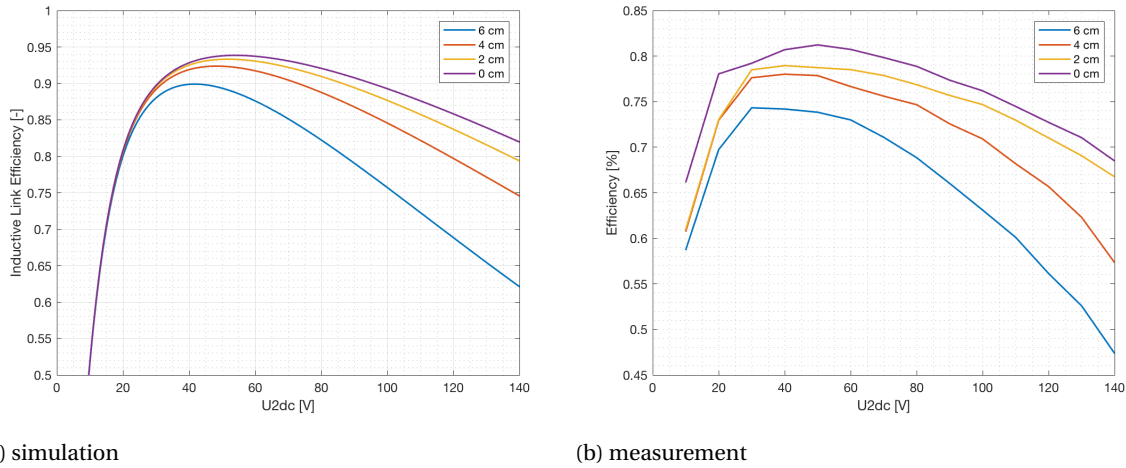 1
0.95
0.9
0.85
0.8
0.75
0.7
0.65
0.6
0.55
0.5
0 20 40 60 80 100 120 140
Inductive Link Efficiency [-]
U2dc [V]
6 cm
4 cm
2 cm
0 cm
0.85
0.8
0.75
0.7
0.65
0.6
0.55
0.5
0.45
0 20 40 60 80 100 120 140
Efficiency [%]
U2dc [V]
6 cm
4 cm
2 cm
0 cm
) simulation
(b) measurement